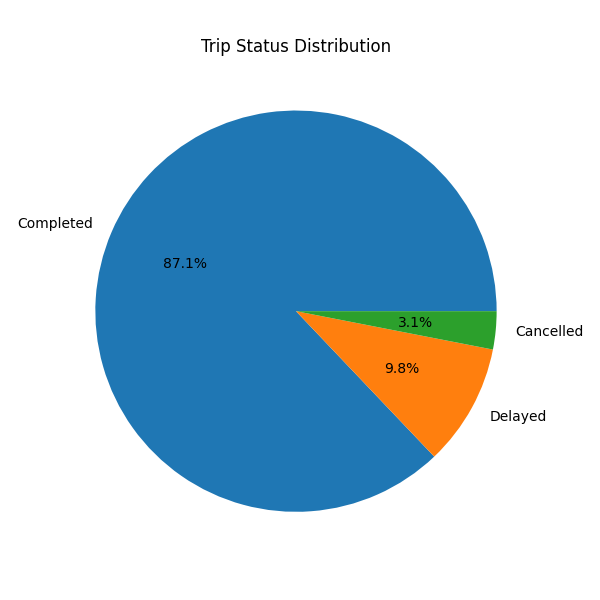 Trip Status Distribution
Completed
87.1%
3.1%
Cancelled
9.8%
Delayed